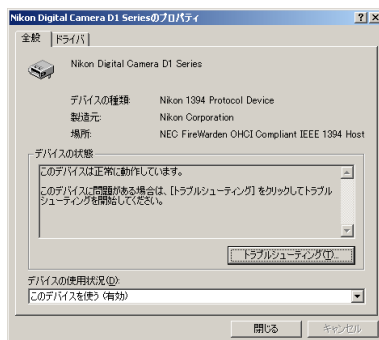 Nikon Digital Camera D1 Seriesのプロパティ
全般 ドライバ
Nikon Digital Camera D1 Series
デバイスの種類: Nikon 1394 Protocol Device
製造元: Nikon Corporation
場所: NEC FireWarden OHCI Compliant IEEE 1394 Host
デバイスの状態
このデバイスは正常に動作しています。
このデバイスに問題がある場合は、[トラブルシューティング] をクリックしてトラブル
シューティングを開始してください。
トラブルシューティング(T)...
デバイスの使用状況(D):
このデバイスを使う (有効)
閉じる キャンセル